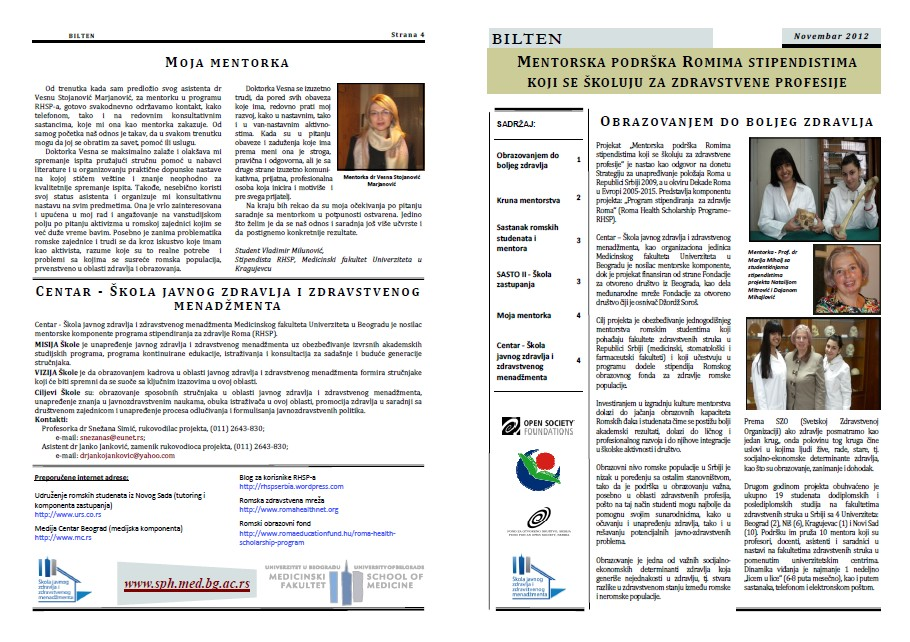 BILTEN Strana 4
MOJA MENTORKA
Od trenutka kada sam predložio svog asistenta dr
Vesnu Stojanović Marjanović, za mentorku u programu
RHSP-a, gotovo svakodnevno održavamo kontakt, kako
telefonom, tako i na redovnim konsultativnim
sastancima, koje mi ona kao mentorka zakazuje. Od
samog početka naš odnos je takav, da u svakom trenutku
mogu da joj se obratim za savet, pomoć ili uslugu.
Doktorka Vesna se maksimalno zalaže i olakšava mi
spremanje ispita pružajući stručnu pomoć u nabavci
literature i u organizovanju praktične dopunske nastave
na kojoj stičem veštine i znanje neophodno za
kvalitetnije spremanje ispita. Takođe, nesebično koristi
svoj status asistenta i organizuje mi konsultativnu
nastavu na svim predmetima. Ona je vrlo zainteresovana
i upućena u moj rad i angažovanje na vanstudijskom
polju po pitanju aktivizma u romskoj zajednici kojim se
već duže vreme bavim. Posebno je zanima problematika
romske zajednice i trudi se da kroz iskustvo koje imam
kao aktivista, razume koje su to realne potrebe i
problemi sa kojima se susreće romska populacija,
prvenstveno u oblasti zdravlja i obrazovanja.
Doktorka Vesna se izuzetno
trudi, da pored svih obaveza
koje ima, redovno prati moj
razvoj, kako u nastavnim, tako
i u van-nastavnim aktivno-
stima. Kada su u pitanju
obaveze i zaduženja koje ima
prema meni ona je stroga,
pravična i odgovorna, ali je sa
druge strane izuzetno komuni-
kativna, prijatna, profesionalna
osoba koja inicira i motiviše i
pre svega prijatelj.
Na kraju bih rekao da su moja očekivanja po pitanju
saradnje sa mentorkom u potpunosti ostvarena. Jedino
što želim je da se naš odnos i saradnja još više učvrste i
da postignemo konkretnije rezultate.
Student Vladimir Milunović,
Stipendista RHSP, Medicinski fakultet Univerziteta u
Kragujevcu
Mentorka dr Vesna Stojanović
Marjanović
CENTAR - ŠKOLA JAVNOG ZDRAVLJA I ZDRAVSTVENOG
MENADŽMENTA
Centar - Škola javnog zdravlja i zdravstvenog menadžmenta Medicinskog fakulteta Univerziteta u Beogradu je nosilac
mentorske komponente programa stipendiranja za zdravlje Roma (RHSP).
MISIJA Škole je unapređenje javnog zdravlja i zdravstvenog menadžmenta uz obezbeđivanje izvrsnih akademskih
studijskih programa, programa kontinuirane edukacije, istraživanja i konsultacija za sadašnje i buduće generacije
stručnjaka.
VIZIJA Škole je da obrazovanjem kadrova u oblasti javnog zdravlja i zdravstvenog menadžmenta formira stručnjake
koji će biti spremni da se suoče sa ključnim izazovima u ovoj oblasti.
Ciljevi Škole su: obrazovanje sposobnih stručnjaka u oblasti javnog zdravlja i zdravstvenog menadžmenta,
unapređenje znanja u javnozdravstvenim naukama, obuka istraživača u ovoj oblasti, promocija zdravlja u saradnji sa
društvenom zajednicom i unapređenje procesa odlučivanja i formulisanja javnozdravstvenih politika.
Kontakti:
Profesorka dr Snežana Simić, rukovodilac projekta, (011) 2643-830;
e-mail: snezanas@eunet.rs;
Asistent dr Janko Janković, zamenik rukovodioca projekta, (011) 2643-830;
e-mail: drjankojankovic@yahoo.com
Preporučene internet adrese:
Udruženje romskih studenata iz Novog Sada (tutoring i
komponenta zastupanja)
http://www.urs.co.rs
Medija Centar Beograd (medijska komponenta)
http://www.mc.rs
Blog za korisnike RHSP-a
http://rhspserbia.wordpress.com
Romska zdravstvena mreža
http://romahealthnet.org
Romski obrazovni fond
http://www.romaeducationfund.hu/roma-health-
scholarship-program
Škola javnog
zdravlja i
zdravstvenog
menadžmenta
www.sph.med.bg.ac.rs
UNIVERZITET U BEOGRADU
MEDICINSKI
FAKULTET
UNIVERSITY OF BELGRADE
SCHOOL OF
MEDICINE
BILTEN Novembar 2012
MENTORSKA PODRŠKA ROMIMA STIPENDISTIMA
KOJI SE ŠKOLUJU ZA ZDRAVSTVENE PROFESIJE
SADRŽAJ:
Obrazovanjem do
boljeg zdravlja 1
Kruna mentorstva 2
Sastanak romskih
studenata i
mentora 3
SASTO II - Škola
zastupanja 3
Moja mentorka 4
Centar - Škola
javnog zdravlja i
zdravstvenog
menadžmenta 4
OPEN SOCIETY
FOUNDATIONS
Škola javnog
zdravlja i
zdravstvenog
menadžmenta
OBRAZOVANJEM DO BOLJEG ZDRAVLJA
Projekat „Mentorska podrška Romima
stipendistima koji se školuju za zdravstvene
profesije" je nastao kao odgovor na donetu
Strategiju za unapređivanje položaja Roma u
Republici Srbiji 2009, a u okviru Dekade Roma
u Evropi 2005-2015. Predstavlja komponentu
projekta: „Program stipendiranja za zdravlje
Roma" (Roma Health Scholarship Programe–
RHSP).
Centar – Škola javnog zdravlja i zdravstvenog
menadžmenta, kao organizaciona jedinica
Medicinskog fakulteta Univerziteta u
Beogradu je nosilac mentorske komponente,
dok je projekat finansiran od strane Fondacije
za otvoreno društvo iz Beograda, kao dela
međunarodne mreže Fondacije za otvoreno
društvo čiji je osnivač Džordž Soroš.
Cilj projekta je obezbeđivanje jednogodišnjeg
mentorstva romskim studentima koji
pohađaju fakultete zdravstvenih struka u
Republici Srbiji (medicinski, stomatološki i
farmaceutski fakulteti) i koji učestvuju u
programu dodele stipendija Romskog
obrazovnog fonda za zdravlje romske
populacije.
Investiranjem u izgradnju kulture mentorstva
dolazi do jačanja obrazovnih kapaciteta
Romskih đaka i studenata čime se postižu bolji
akademski rezultati, dolazi do ličnog i
profesionalnog razvoja i do njihove integracije
u školske aktivnosti i društvo.
Obrazovni nivo romske populacije u Srbiji je
nizak u poređenju sa ostalim stanovništvom,
tako da je podrška u obrazovanju važna,
posebno u oblasti zdravstvenih profesija,
pošto na taj način studenti mogu najbolje da
pomognu svojim sunarodnicima, kako u
očuvanju i unapređenju zdravlja, tako i u
rešavanju potencijalnih javno-zdravstvenih
problema.
Obrazovanje je jedna od važnih socijalno-
ekonomskih determinanti zdravlja koja
generiše nejednakosti u zdravlju, tj. stvara
razlike u zdravstvenom stanju između romske
i neromske populacije.
Mentorka - Prof. dr
Marija Mihalj sa
studentkinjama
stipendistima
projekta Natalijom
Mitrović i Dajanom
Mihajlović
Prema SZO (Svetskoj Zdravstvenoj
Organizaciji) ako zdravlje posmatramo kao
jedan krug, onda polovinu tog kruga čine
uslovi u kojima ljudi žive, rade, stare, tj.
socijalno-ekonomske determinante zdravlja,
kao što su obrazovanje, zanimanje i dohodak.
Drugom godinom projekta obuhvaćeno je
ukupno 19 studenata dodiplomskih i
poslediplomskih studija na fakultetima
zdravstvenih struka u Srbiji sa 4 Univerziteta:
Beograd (2), Niš (6), Kragujevac (1) i Novi Sad
(10). Podršku im pruža 10 mentora koji su
profesori, docenti, asistenti i saradnici u
nastavi na fakultetima zdravstvenih struka u
pomenutim univerzitetskim centrima.
Dinamika viđanja je najmanje 1 nedeljno
„licem u lice" (6-8 puta mesečno), kao i putem
sastanaka, telefonom i elektronskom poštom.